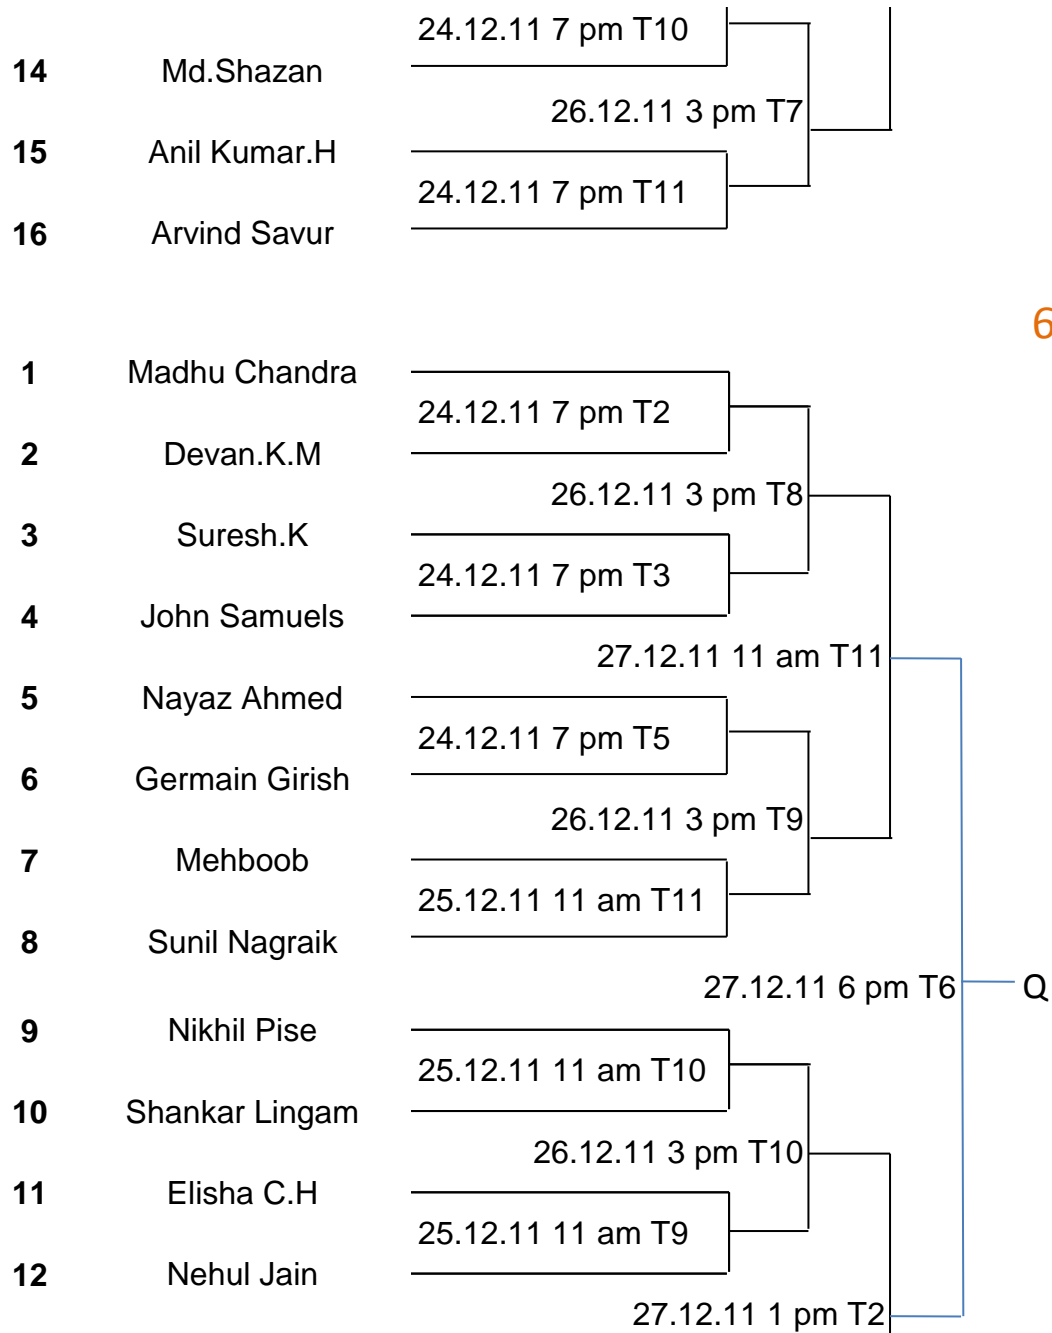 24.12.11 7 pm T10
14 Md.Shazan
26.12.11 3 pm T7
15 Anil Kumar.H
24.12.11 7 pm T11
16 Arvind Savur
6
1 Madhu Chandra
24.12.11 7 pm T2
2 Devan.K.M
26.12.11 3 pm T8
3 Suresh.K
24.12.11 7 pm T3
4 John Samuels
27.12.11 11 am T11
5 Nayaz Ahmed
24.12.11 7 pm T5
6 Germain Girish
26.12.11 3 pm T9
7 Mehboob
25.12.11 11 am T11
8 Sunil Nagraik
27.12.11 6 pm T6 Q
9 Nikhil Pise
25.12.11 11 am T10
10 Shankar Lingam
26.12.11 3 pm T10
11 Elisha C.H
25.12.11 11 am T9
12 Nehul Jain
27.12.11 1 pm T2